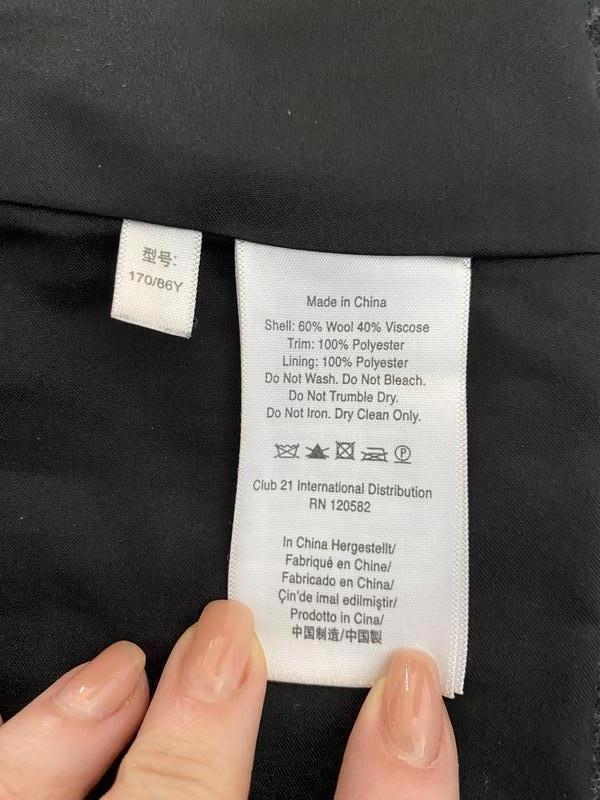 型号:
170/86Y
Made in China
Shell: 60% Wool 40% Viscose
Trim: 100% Polyester
Lining: 100% Polyester
Do Not Wash. Do Not Bleach.
Do Not Trumble Dry.
Do Not Iron. Dry Clean Only.
P
Club 21 International Distribution
RN 120582
In China Hergestellt/
Fabriqué en Chine/
Fabricado en China/
Çin'de imal edilmiştir/
Prodotto in Cina/
中国制造/中国製